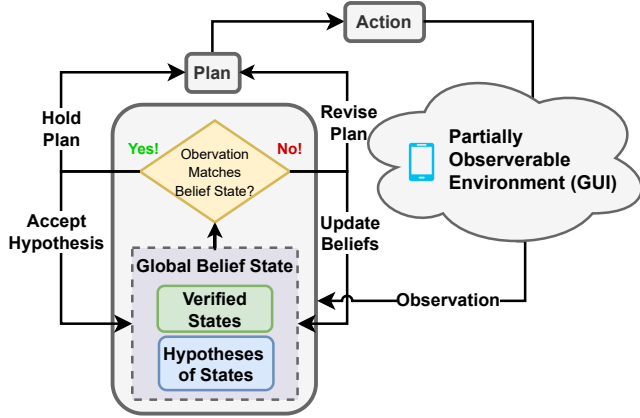 Action
Plan
Hold
Plan
Yes!
No!
Revise
Plan
Obervation
Matches
Belief State?
Partially
Observerable
Environment (GUI)
Accept
Hypothesis
Update
Beliefs
Global Belief State
Verified
States
Observation
Hypotheses
of States